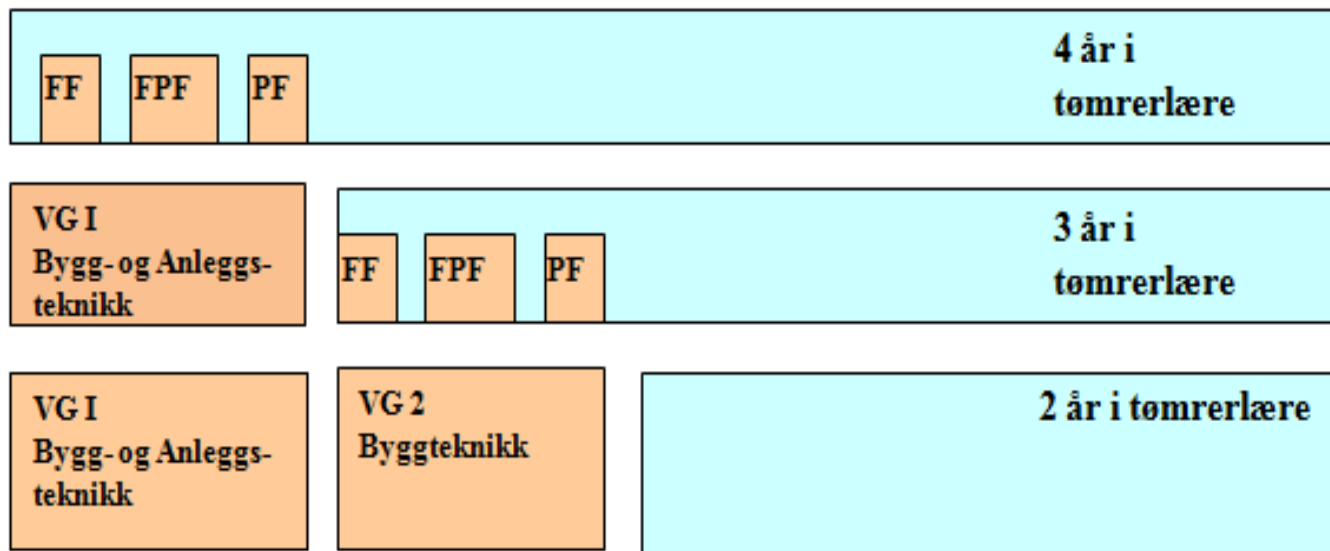 FF FPF PF
4 år i
tømrerlære
VG I
Bygg- og Anleggs-
teknikk
FF FPF PF
3 år i
tømrerlære
VG I
Bygg- og Anleggs-
teknikk
VG 2
Byggteknikk
2 år i tømrerlære